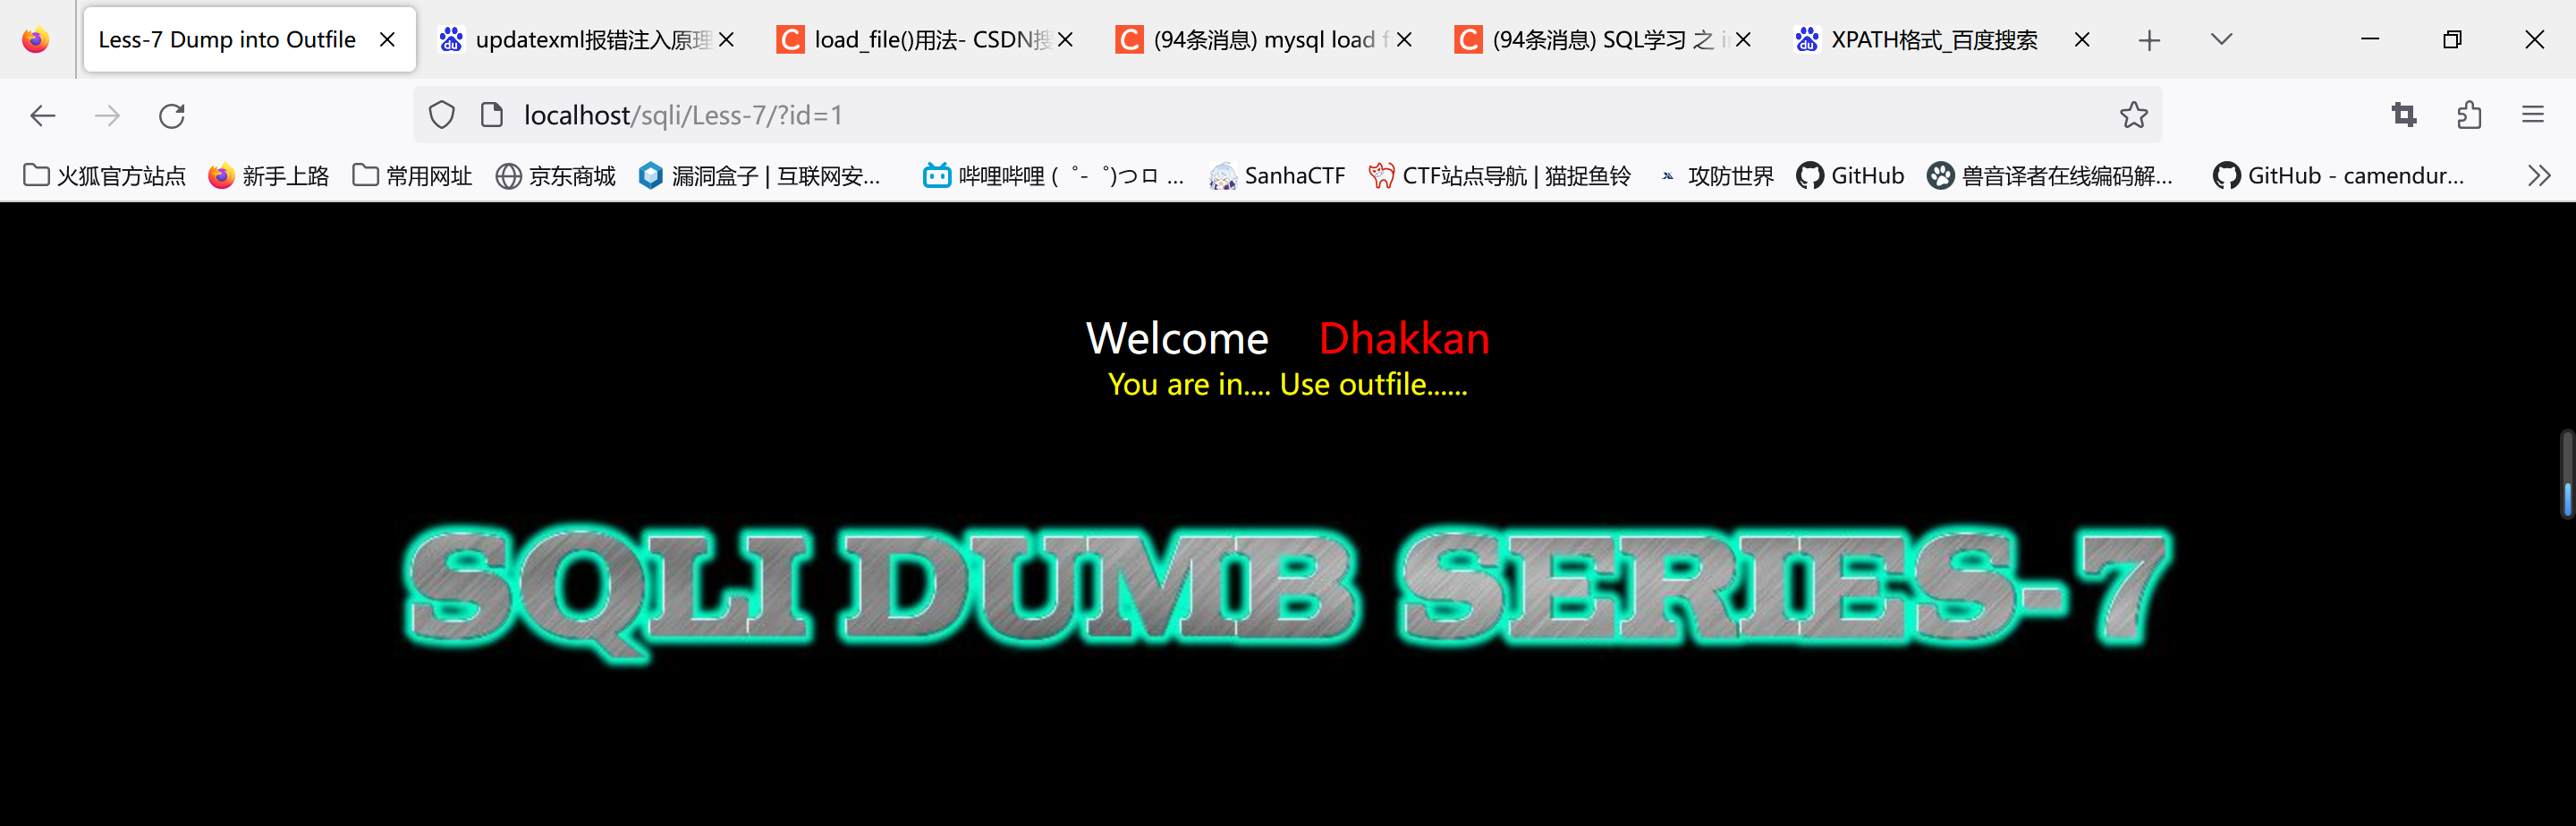 Less-7 Dump into Outfile
updatexml报错注入原理
load_file()用法- CSDN搜
(94条消息) mysql load f
(94条消息) SQL学习 之 i
XPATH格式_百度搜索
localhost/sqli/Less-7/?id=1
火狐官方站点
新手上路
常用网址
京东商城
漏洞盒子 | 互联网安...
哔哩哔哩 ( ゜- ゜)つロ ...
SanhaCTF
CTF站点导航 | 猫捉鱼铃
攻防世界
GitHub
兽音译者在线编码解...
GitHub - camendur...
Welcome Dhakkan
You are in.... Use outfile......
SQLI DUMB SERIES-7